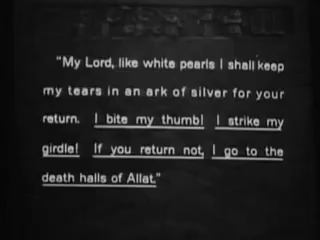 "My Lord, like white pearls I shall keep
my tears in an ark of silver for your
return. I bite my thumb! I strike my
girdle! If you return not, I go to the
death halls of Allat."